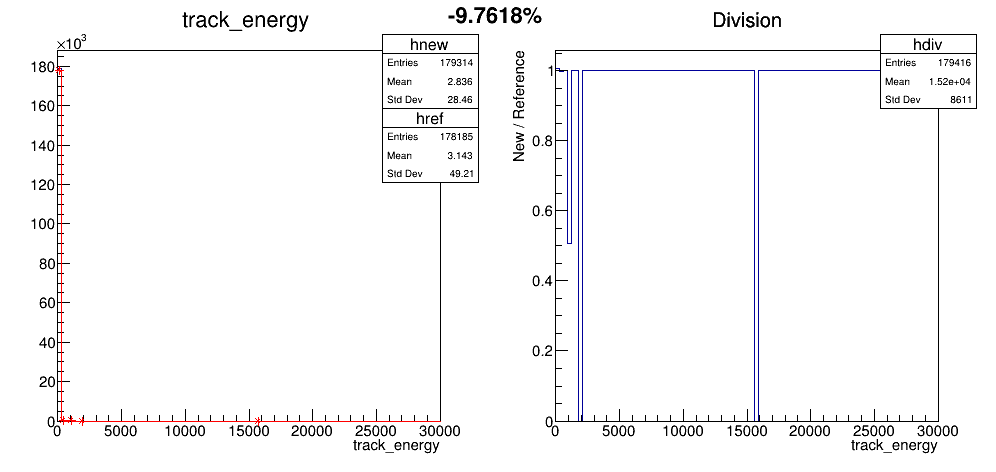 -9.7618%
track_energy
×10³
180
160
140
120
100
80
60
40
20
0
0 5000 10000 15000 20000 25000 30000
track_energy
hnew
Entries 179314
Mean 2.836
Std Dev 28.46
href
Entries 178185
Mean 3.143
Std Dev 49.21
Division
New / Reference
1
0.8
0.6
0.4
0.2
0
0 5000 10000 15000 20000 25000 30000
track_energy
hdiv
Entries 179416
Mean 1.52e+04
Std Dev 8611